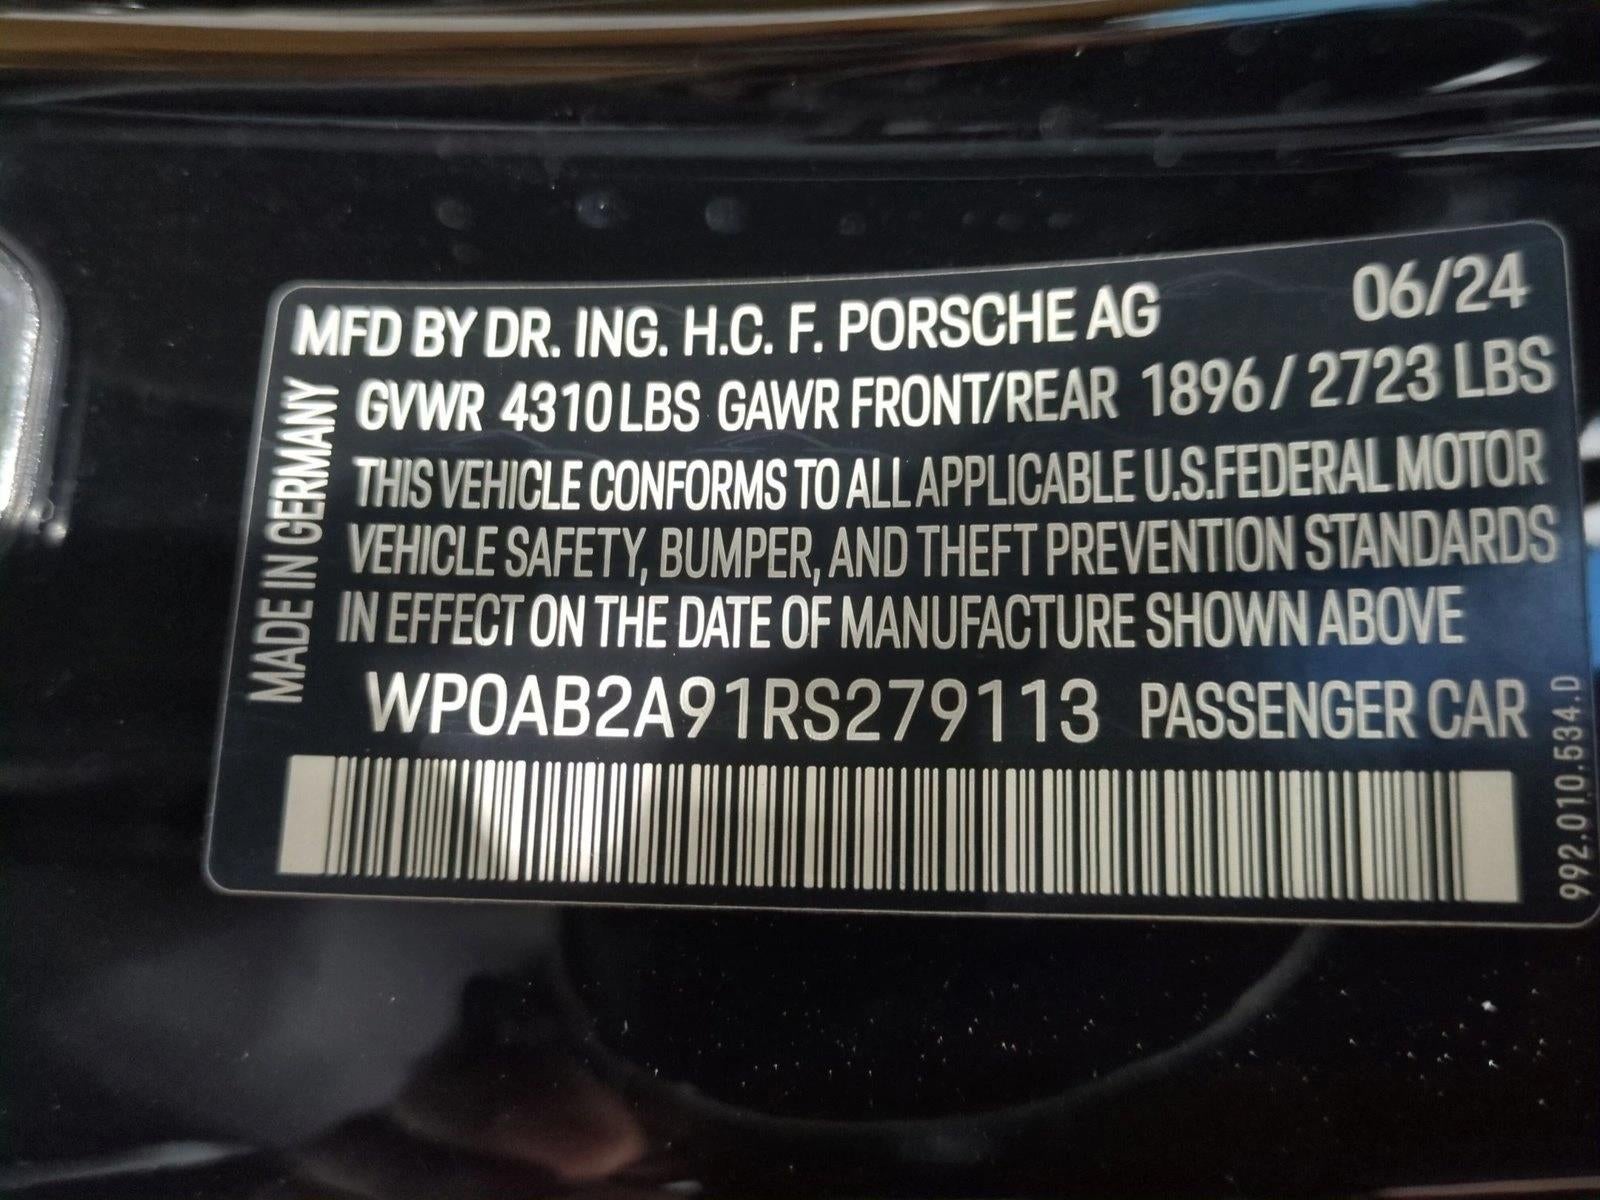 MFD BY DR. ING. H.C. F. PORSCHE AG 06/24
GVWR 4310 LBS GAWR FRONT/REAR 1896 / 2723 LBS
THIS VEHICLE CONFORMS TO ALL APPLICABLE U.S.FEDERAL MOTOR
VEHICLE SAFETY, BUMPER, AND THEFT PREVENTION STANDARDS
IN EFFECT ON THE DATE OF MANUFACTURE SHOWN ABOVE
WP0AB2A91RS279113 PASSENGER CAR
MADE IN GERMANY
992.010.534.D